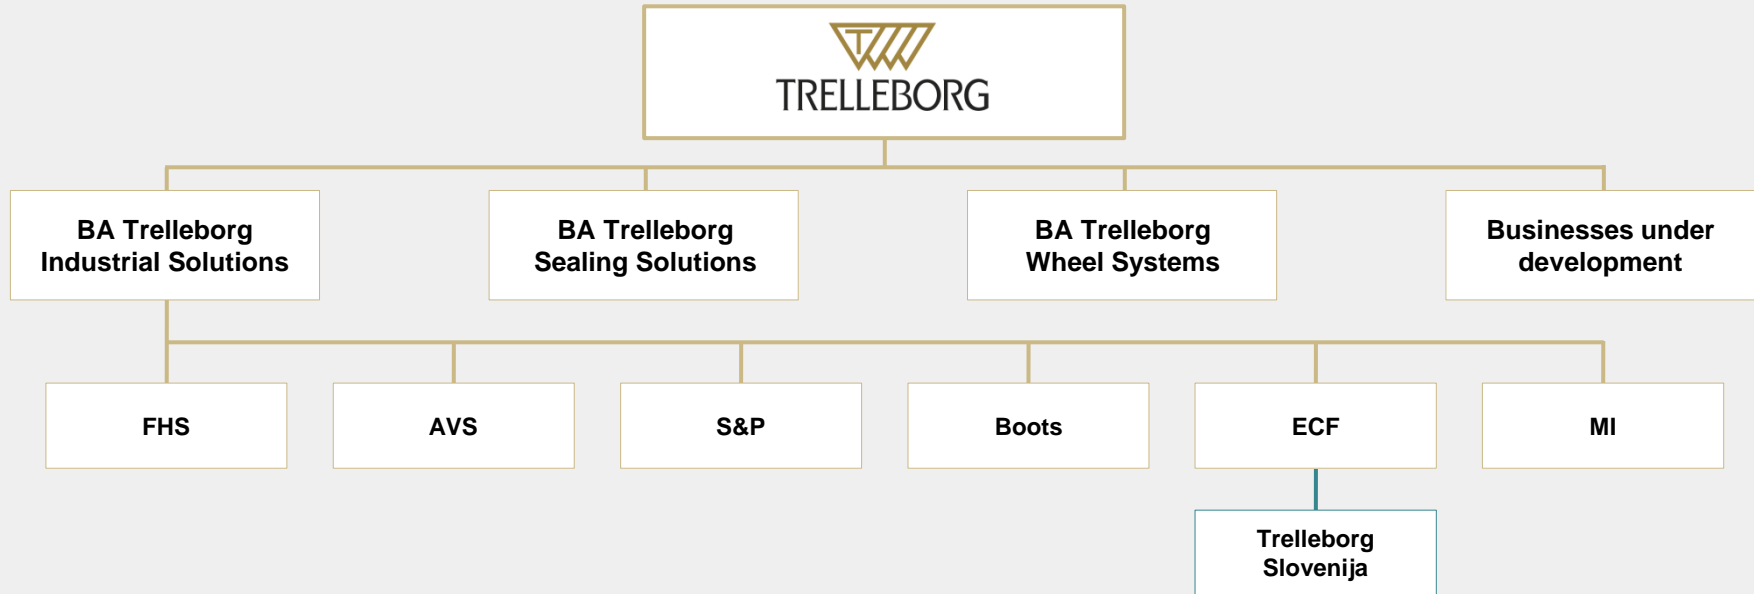 TRELLEBORG
BA Trelleborg
Industrial Solutions
BA Trelleborg
Sealing Solutions
BA Trelleborg
Wheel Systems
Businesses under
development
FHS
AVS
S&P
Boots
ECF
MI
Trelleborg
Slovenija